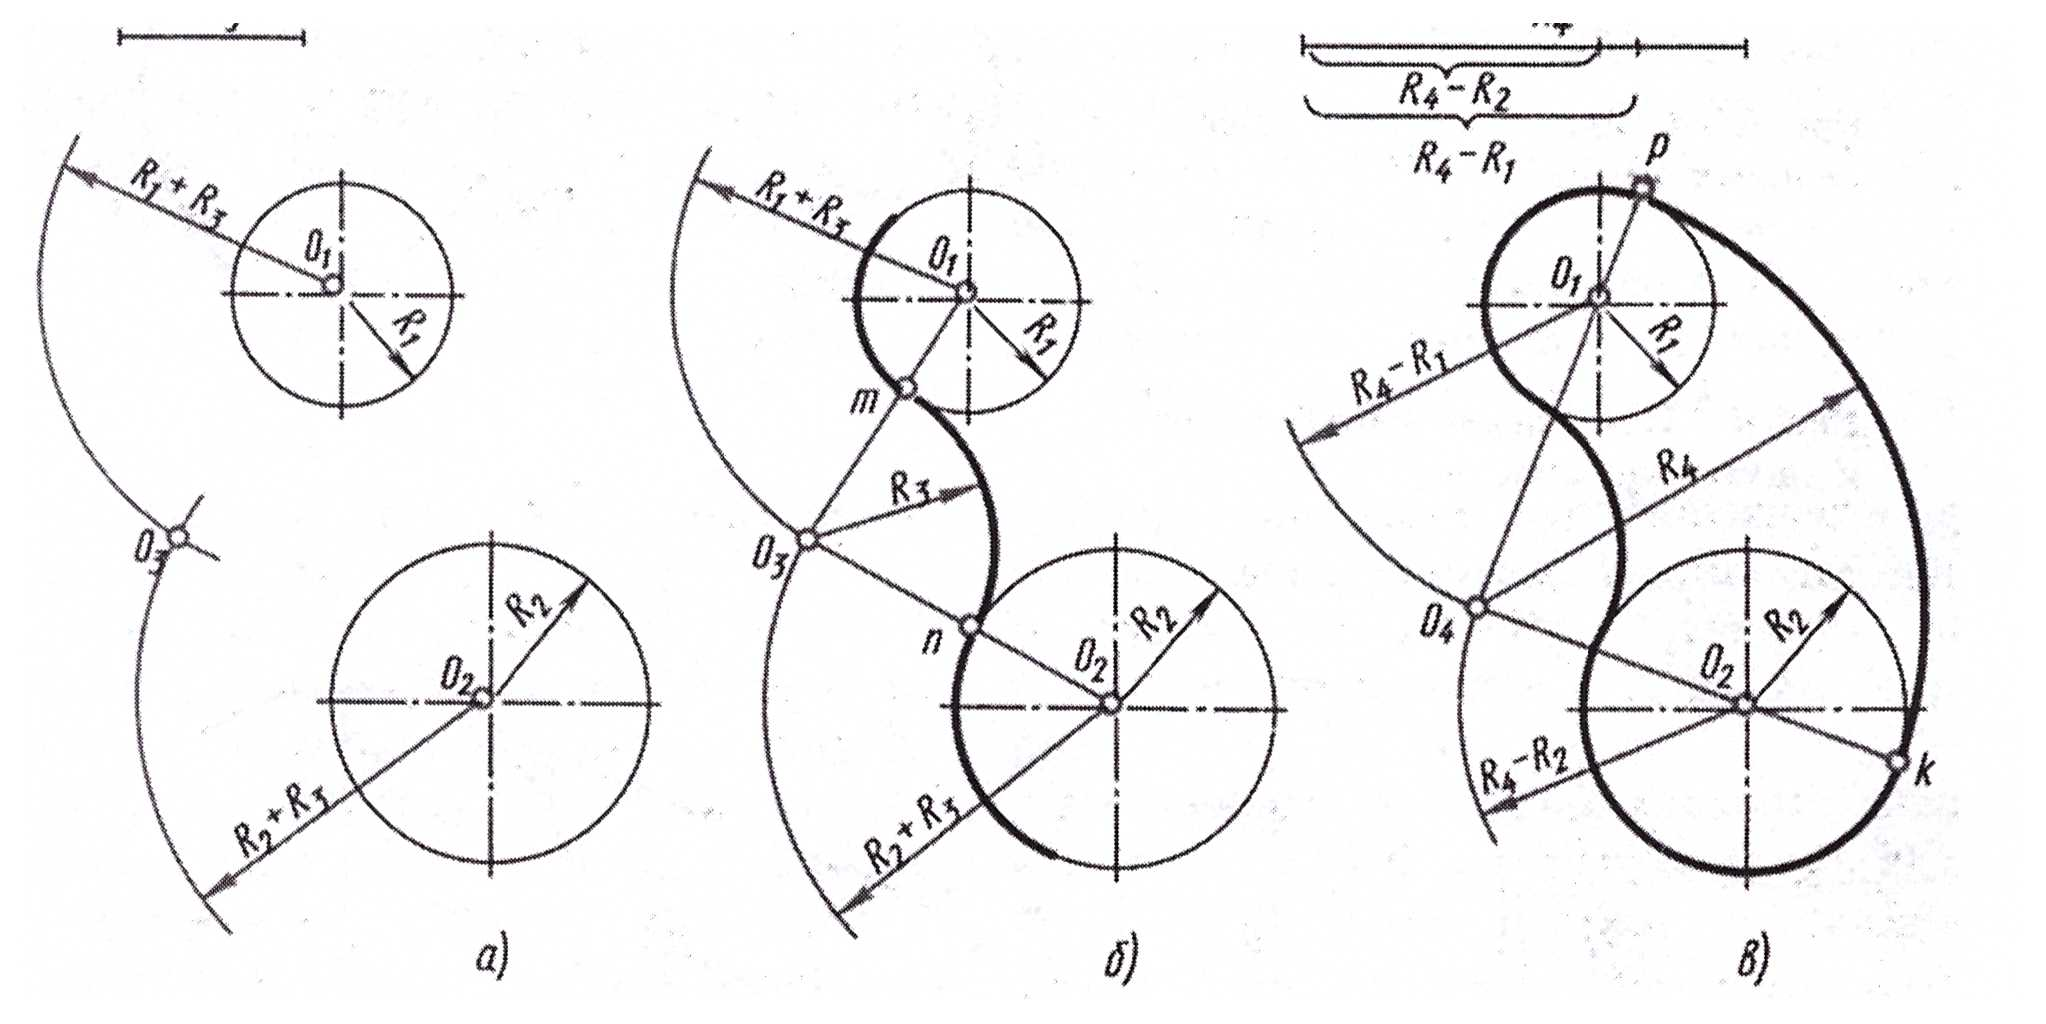 R₄-R₂
R₄-R₁
R₁+R₃
O₁
R₁
O₃
R₂
O₂
R₂+R₃
а)
R₁+R₃
O₁
R₁
m
R₃
O₃
n
R₂
O₂
R₂+R₃
б)
p
O₁
R₁
R₄-R₁
R₄
O₄
R₂
O₂
R₄-R₂
k
в)